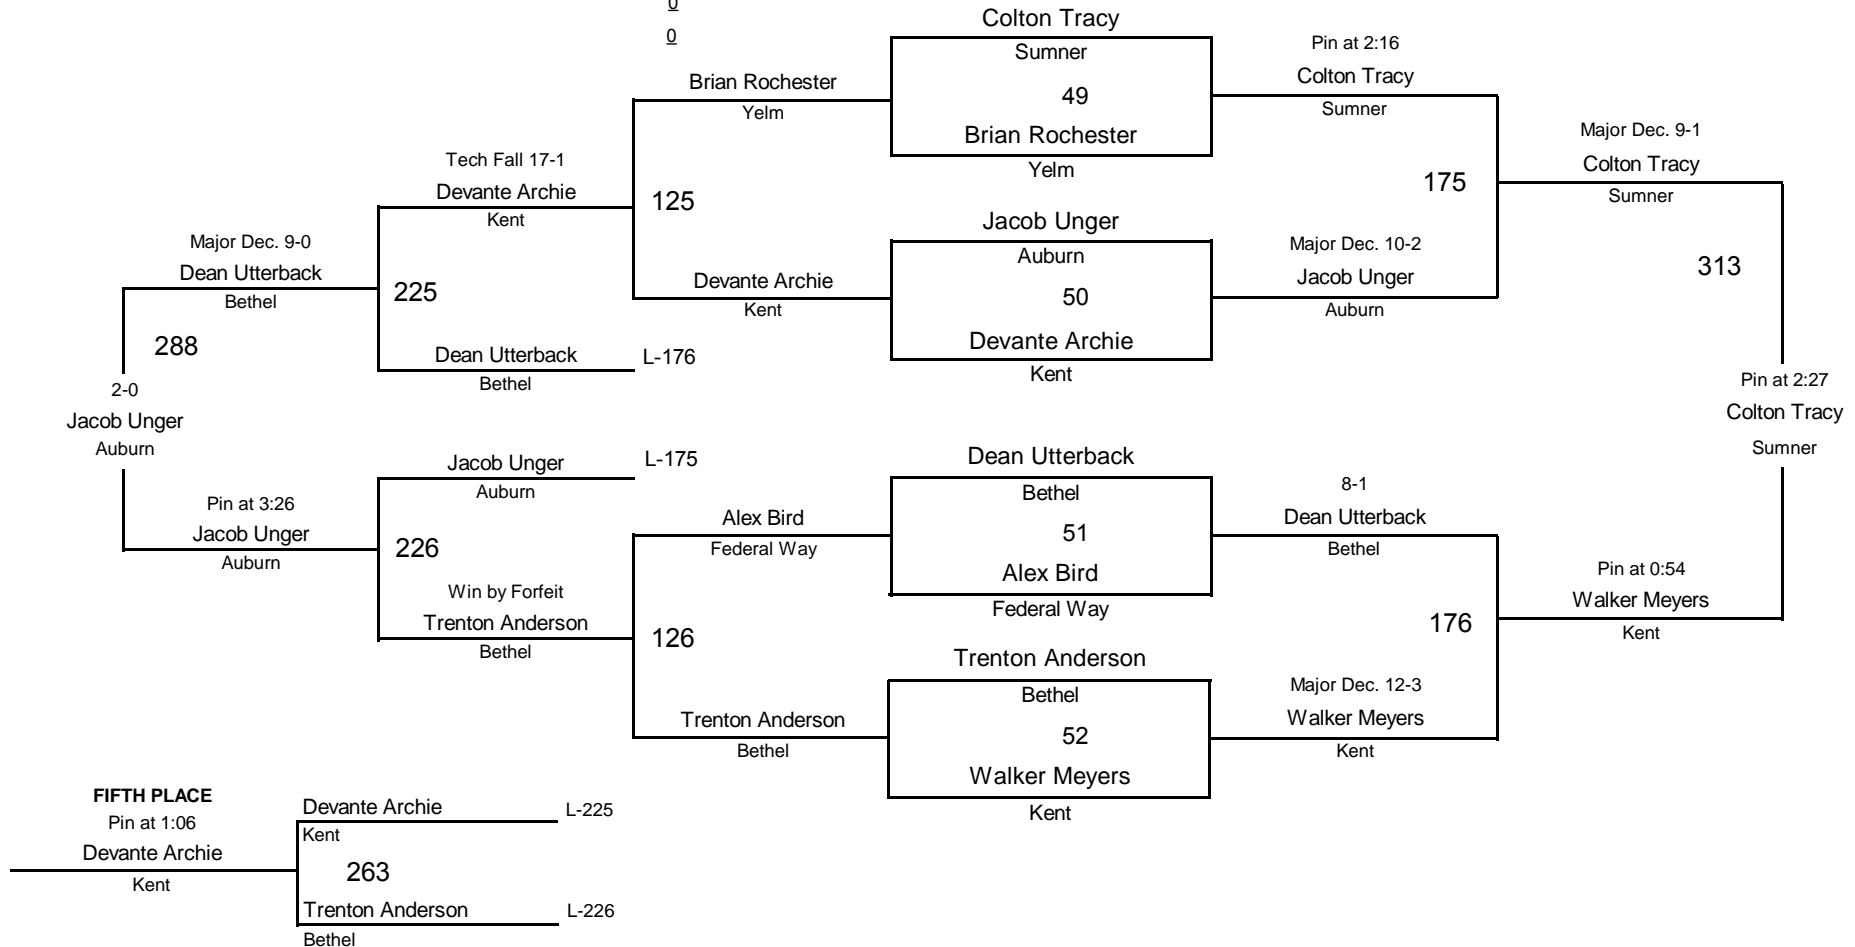 0
0
Colton Tracy
Sumner
49
Brian Rochester
Yelm
Jacob Unger
Auburn
50
Devante Archie
Kent
Dean Utterback
Bethel
51
Alex Bird
Federal Way
Trenton Anderson
Bethel
52
Walker Meyers
Kent
Pin at 2:16
Colton Tracy
Sumner
175
Major Dec. 10-2
Jacob Unger
Auburn
8-1
Dean Utterback
Bethel
176
Major Dec. 12-3
Walker Meyers
Kent
Major Dec. 9-1
Colton Tracy
Sumner
313
Pin at 0:54
Walker Meyers
Kent
Pin at 2:27
Colton Tracy
Sumner
Brian Rochester
Yelm
125
Devante Archie
Kent
Alex Bird
Federal Way
126
Trenton Anderson
Bethel
Tech Fall 17-1
Devante Archie
Kent
225
Dean Utterback
L-176
Bethel
Jacob Unger
L-175
Auburn
226
Win by Forfeit
Trenton Anderson
Bethel
Major Dec. 9-0
Dean Utterback
Bethel
288
Pin at 3:26
Jacob Unger
Auburn
2-0
Jacob Unger
Auburn
FIFTH PLACE
Pin at 1:06
Devante Archie
Kent
Devante Archie
L-225
Kent
263
Trenton Anderson
L-226
Bethel